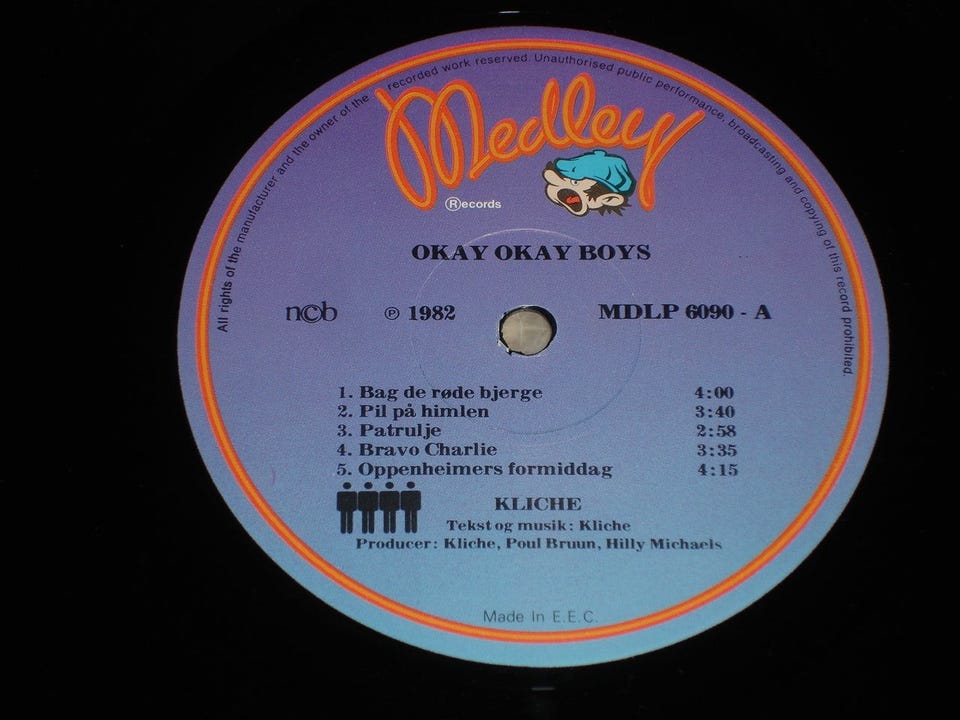 All rights of the manufacturer and the owner of the recorded work reserved. Unauthorised public performance, broadcasting and copying of this record prohibited.
Medley
Ⓡecords
OKAY OKAY BOYS
n©b ℗ 1982 MDLP 6090 - A
1. Bag de røde bjerge 4:00
2. Pil på himlen 3:40
3. Patrulje 2:58
4. Bravo Charlie 3:35
5. Oppenheimers formiddag 4:15
KLICHE
Tekst og musik: Kliche
Producer: Kliche, Poul Bruun, Hilly Michaels
Made In E.E.C.